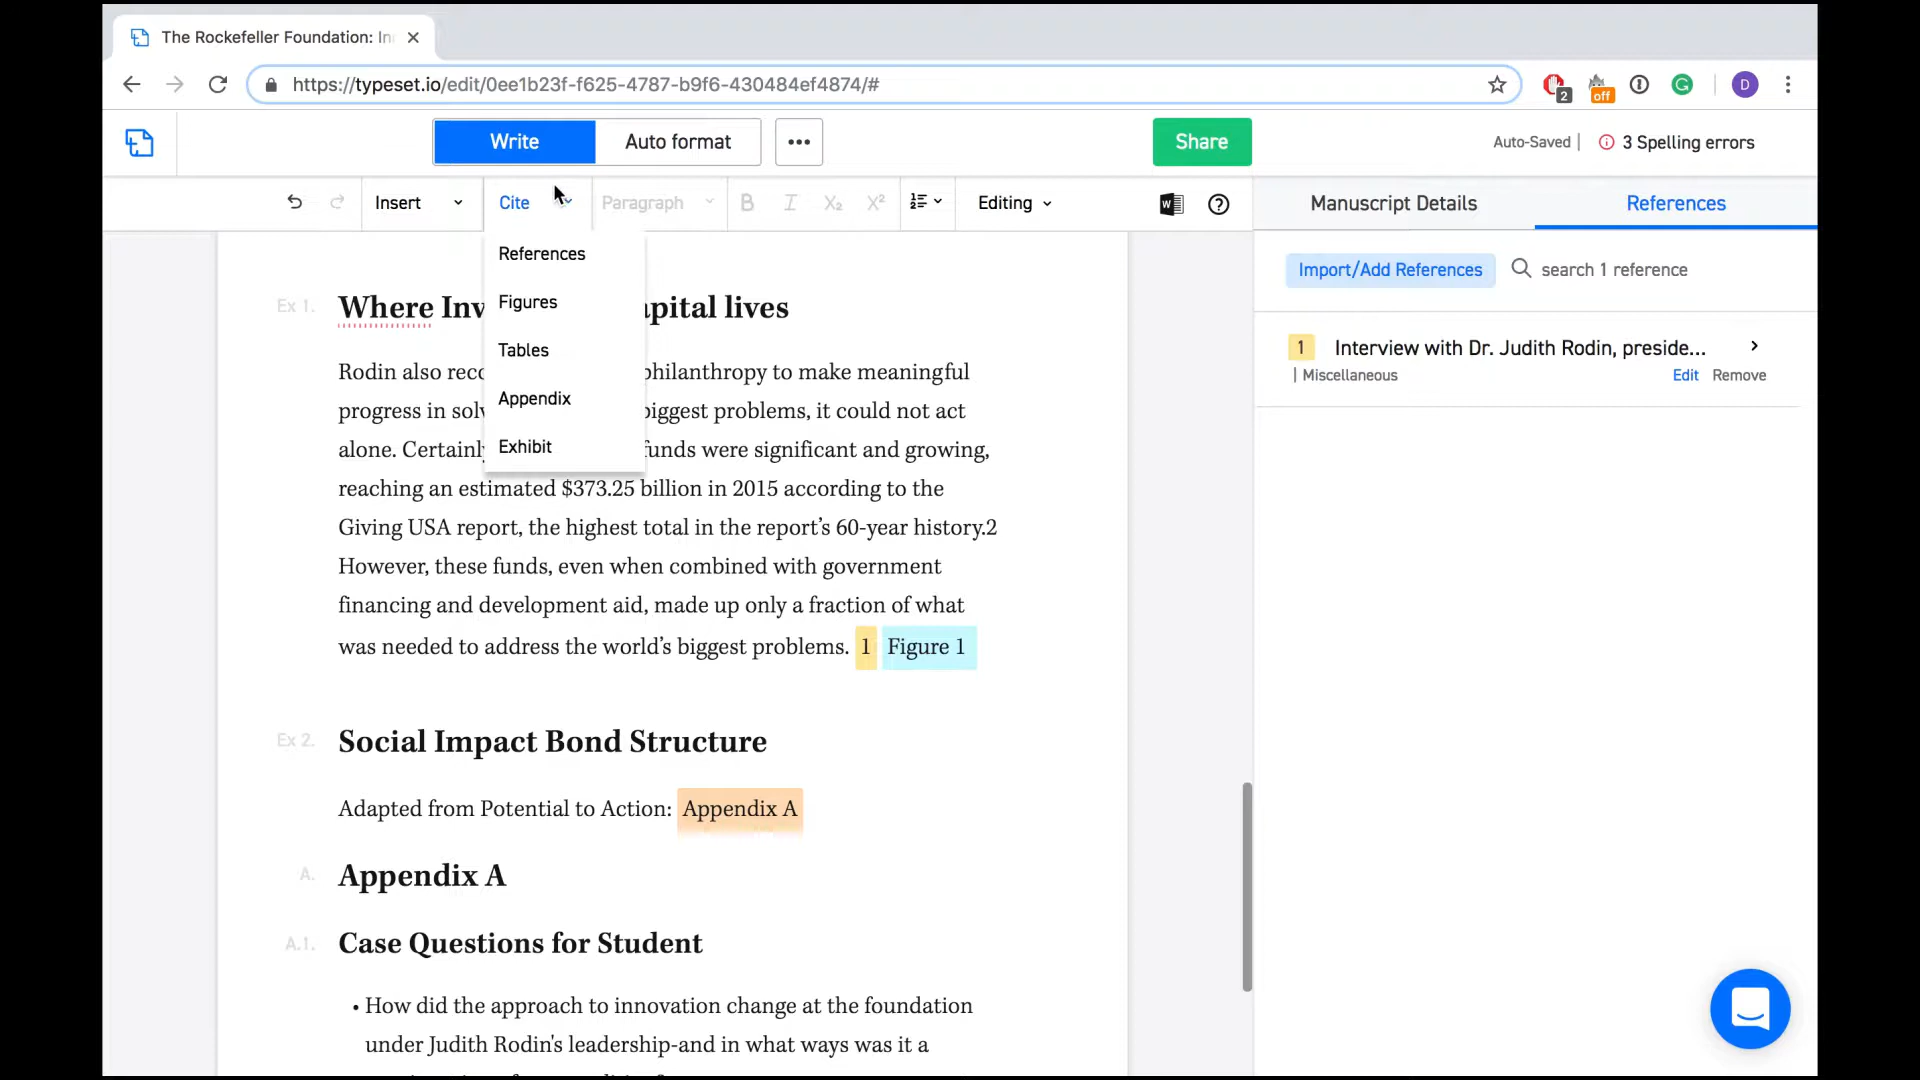 The Rockefeller Foundation: In
https://typeset.io/edit/0ee1b23f-f625-4787-b9f6-430484ef4874/#
2
off
D
Write
Auto format
Share
Auto-Saved |
3 Spelling errors
Insert
Cite
Paragraph
B
I
X₂
X²
Editing
Manuscript Details
References
References
Figures
Tables
Appendix
Exhibit
Import/Add References
search 1 reference
1 Interview with Dr. Judith Rodin, preside...
| Miscellaneous
Edit Remove
Ex 1. Where Inv pital lives
Rodin also reco philanthropy to make meaningful
progress in solv biggest problems, it could not act
alone. Certainly funds were significant and growing,
reaching an estimated $373.25 billion in 2015 according to the
Giving USA report, the highest total in the report’s 60-year history.2
However, these funds, even when combined with government
financing and development aid, made up only a fraction of what
was needed to address the world’s biggest problems. 1 Figure 1
Ex 2. Social Impact Bond Structure
Adapted from Potential to Action: Appendix A
A. Appendix A
A.1. Case Questions for Student
• How did the approach to innovation change at the foundation
under Judith Rodin's leadership-and in what ways was it a